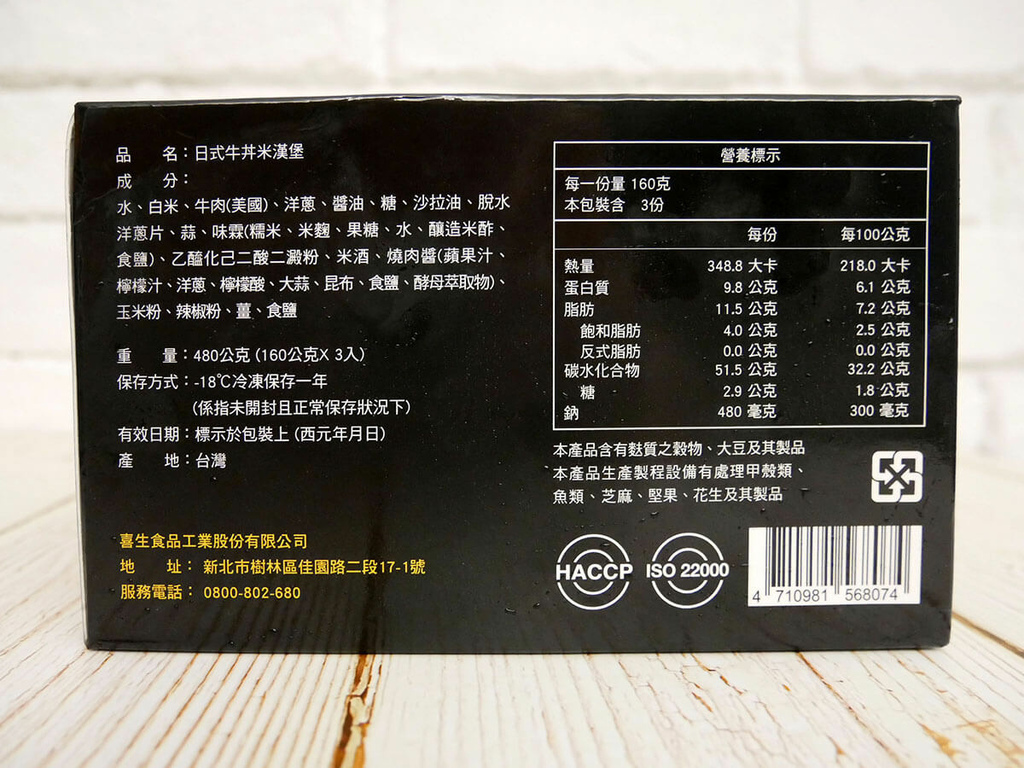 品　　名：日式牛丼米漢堡
成　　分：
水、白米、牛肉(美國)、洋蔥、醬油、糖、沙拉油、脫水
洋蔥片、蒜、味霖(糯米、米麴、果糖、水、釀造米酢、
食鹽)、乙醯化己二酸二澱粉、米酒、燒肉醬(蘋果汁、
檸檬汁、洋蔥、檸檬酸、大蒜、昆布、食鹽、酵母萃取物)、
玉米粉、辣椒粉、薑、食鹽
重　　量：480公克 (160公克X 3入)
保存方式：-18℃冷凍保存一年
(係指未開封且正常保存狀況下)
有效日期：標示於包裝上 (西元年月日)
產　　地：台灣
喜生食品工業股份有限公司
地　　址： 新北市樹林區佳園路二段17-1號
服務電話： 0800-802-680
營養標示
每一份量 160克
本包裝含　3份
每份　每100公克
熱量　348.8 大卡　218.0 大卡
蛋白質　9.8 公克　6.1 公克
脂肪　11.5 公克　7.2 公克
飽和脂肪　4.0 公克　2.5 公克
反式脂肪　0.0 公克　0.0 公克
碳水化合物　51.5 公克　32.2 公克
糖　2.9 公克　1.8 公克
鈉　480 毫克　300 毫克
本產品含有麩質之穀物、大豆及其製品
本產品生產製程設備有處理甲殼類、
魚類、芝麻、堅果、花生及其製品
HACCP ISO 22000
4 710981 568074